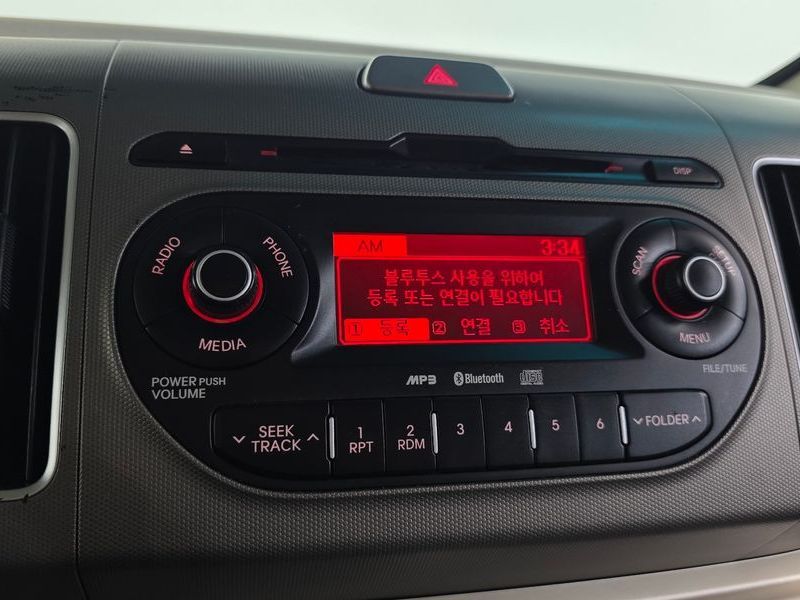 DISP
RADIO
PHONE
MEDIA
POWER PUSH
VOLUME
AM 3:34
블루투스 사용을 위하여
등록 또는 연결이 필요합니다
1 등록 2 연결 3 취소
SCAN
SETUP
MENU
FILE/TUNE
MP3 Bluetooth disc
SEEK
TRACK
1
RPT
2
RDM
3
4
5
6
FOLDER